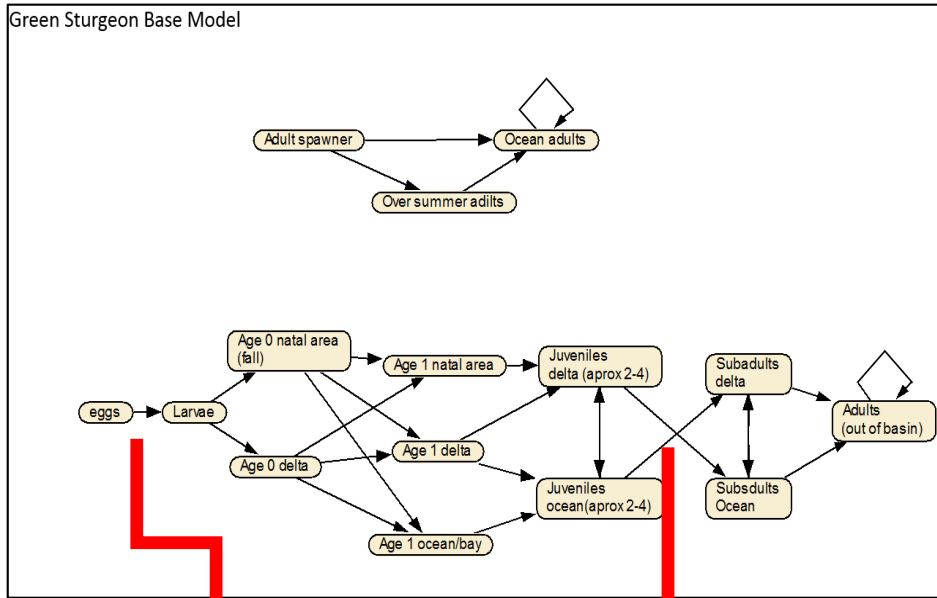 Green Sturgeon Base Model
Adult spawner
Ocean adults
Over summer adilts
Age 0 natal area
(fall)
Age 1 natal area
Juveniles
delta (aprox 2-4)
Subadults
delta
eggs
Larvae
Adults
(out of basin)
Age 0 delta
Age 1 delta
Juveniles
ocean(aprox 2-4)
Subsdults
Ocean
Age 1 ocean/bay